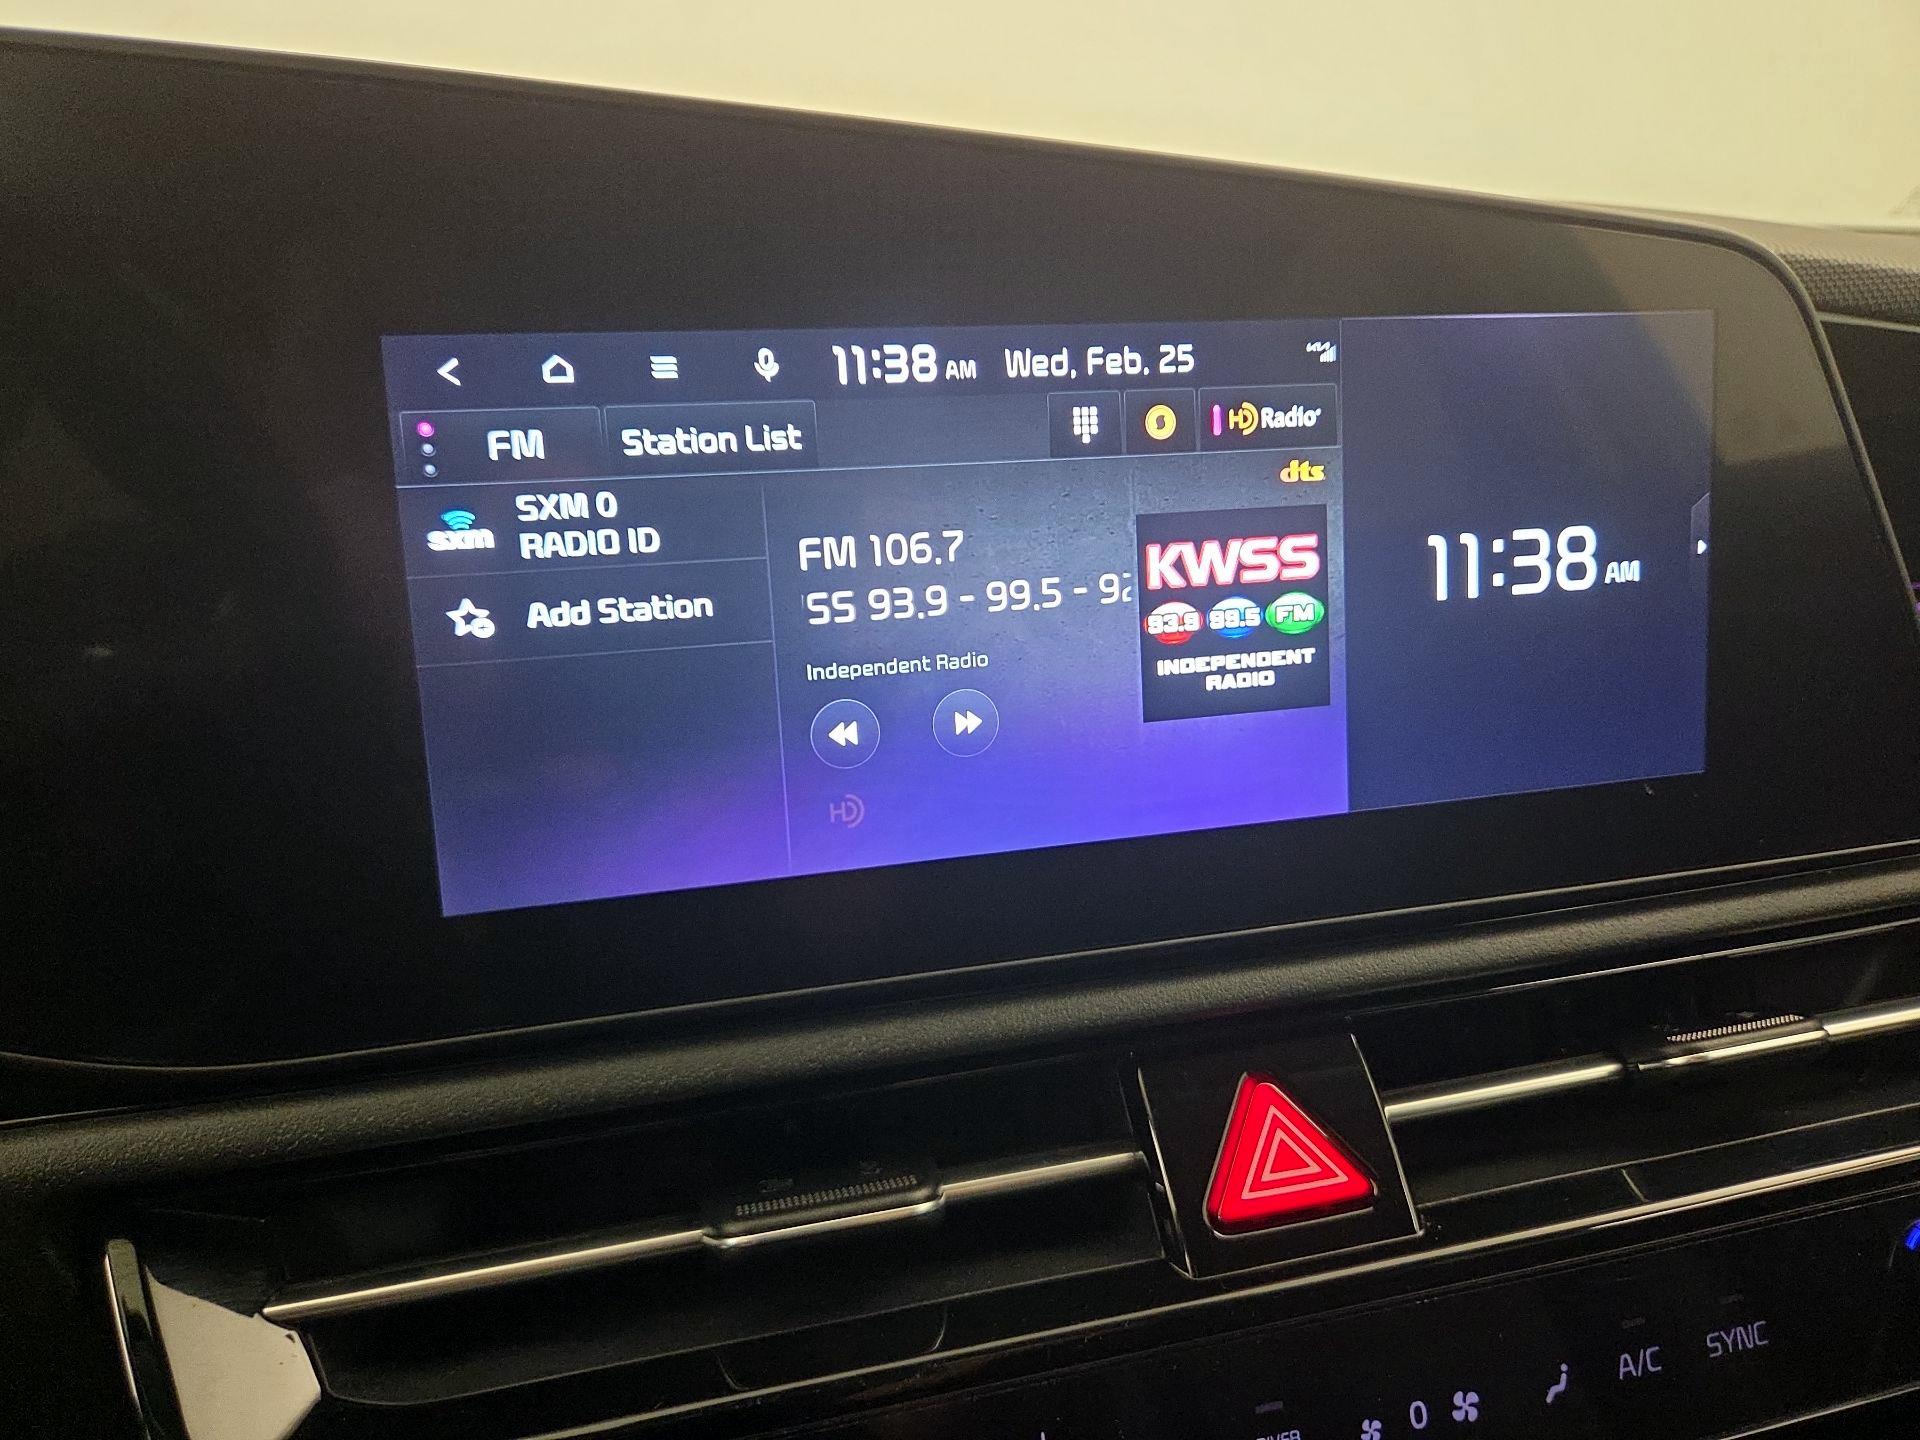 11:38 AM Wed, Feb. 25
FM
Station List
HD Radio
dts
sxm
SXM 0
RADIO ID
Add Station
FM 106.7
SS 93.9 - 99.5 -
Independent Radio
HD
KWSS
93.9 99.5 FM
INDEPENDENT
RADIO
11:38 AM
0
A/C
SYNC